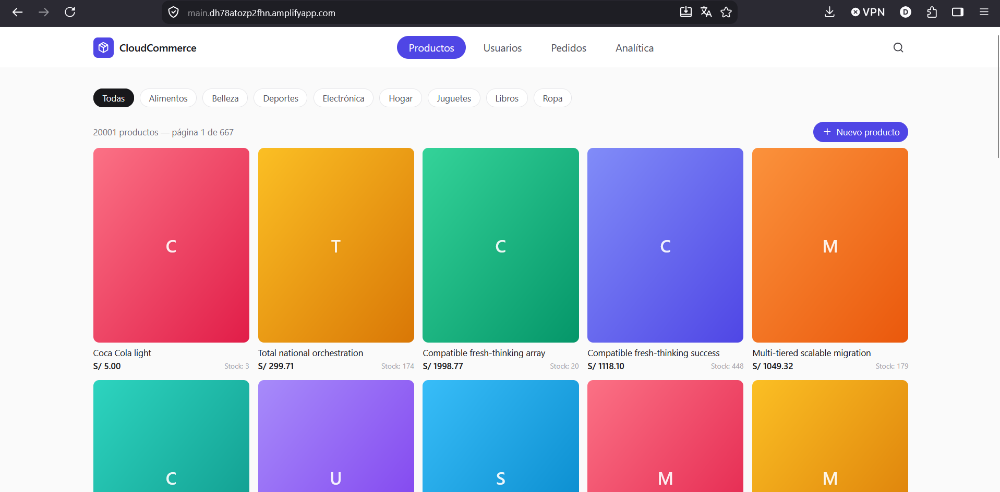 main.dh78atozp2fhn.amplifyapp.com
VPN
D
CloudCommerce
Productos
Usuarios
Pedidos
Analítica
Todas
Alimentos
Belleza
Deportes
Electrónica
Hogar
Juguetes
Libros
Ropa
20001 productos — página 1 de 667
+ Nuevo producto
C
T
C
C
M
Coca Cola light
S/ 5.00
Stock: 3
Total national orchestration
S/ 299.71
Stock: 174
Compatible fresh-thinking array
S/ 1998.77
Stock: 20
Compatible fresh-thinking success
S/ 1118.10
Stock: 448
Multi-tiered scalable migration
S/ 1049.32
Stock: 179
C
U
S
M
M